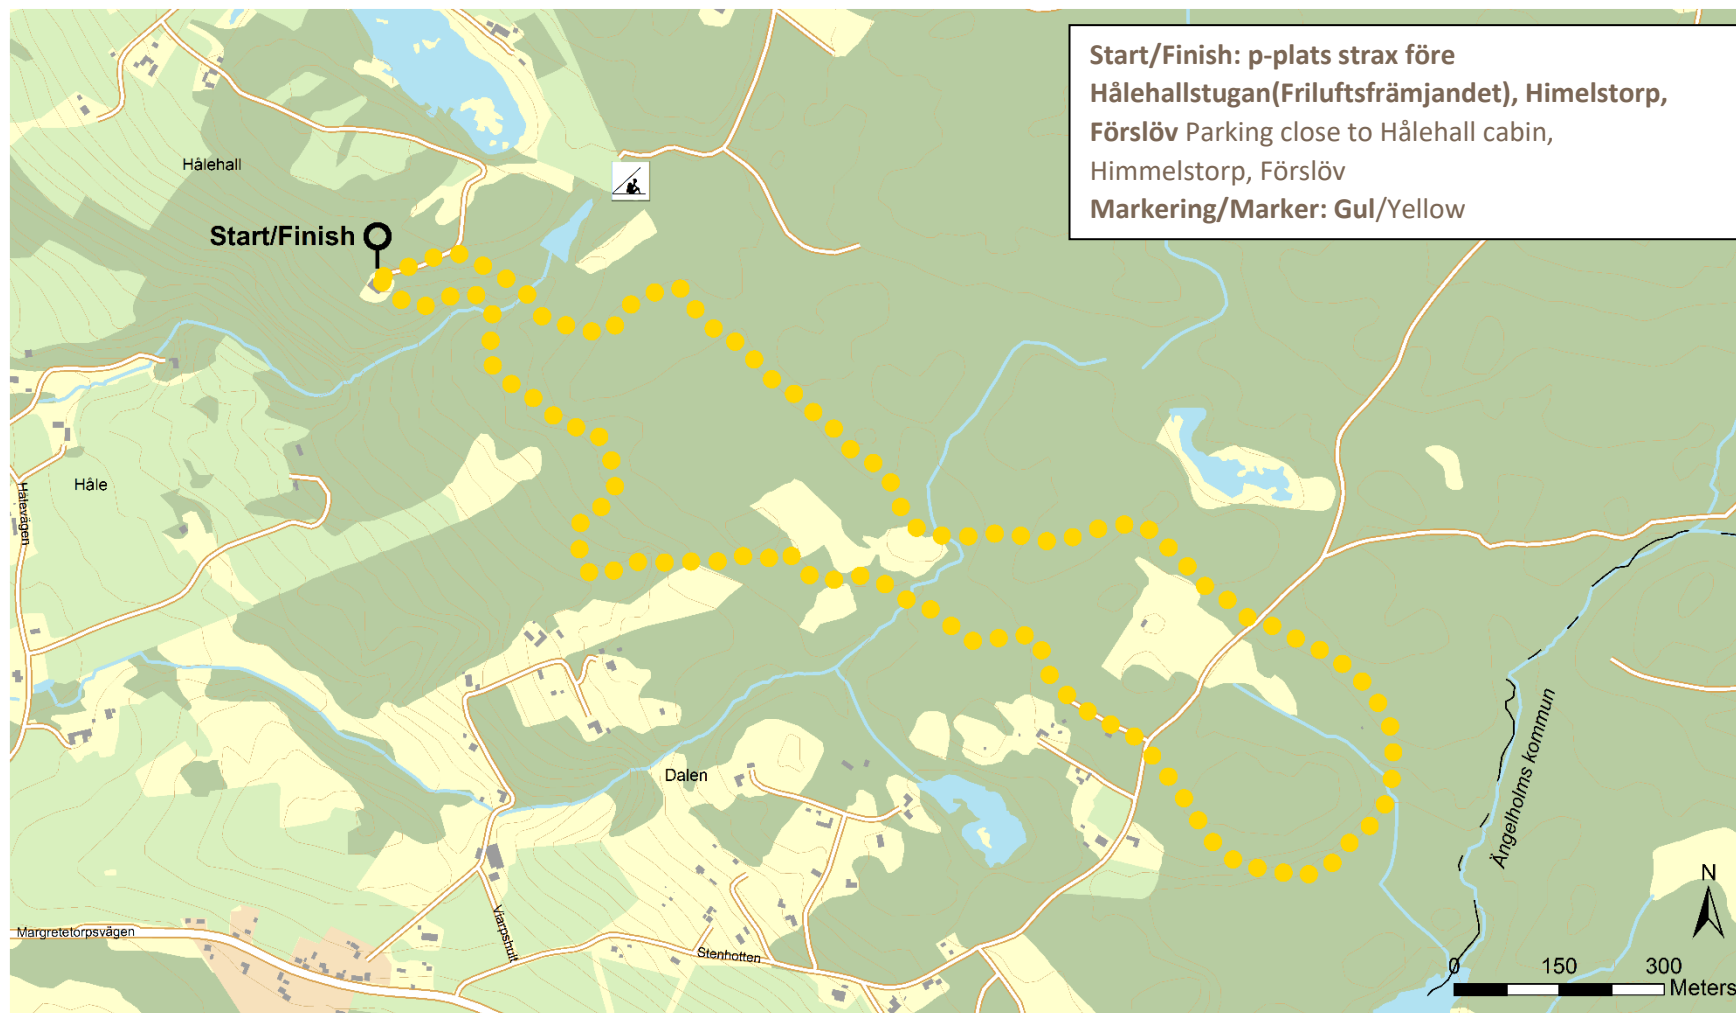 Start/Finish: p-plats strax före
Hålehallstugan(Friluftsfrämjandet), Himelstorp,
Förslöv Parking close to Hålehall cabin,
Himmelstorp, Förslöv
Markering/Marker: Gul/Yellow
Hålehall
Start/Finish
Håle
Hålevägen
Dalen
Ängelholms kommun
Viarpshult
Margretetorpsvägen
Stenhotten
N
0 150 300
Meters